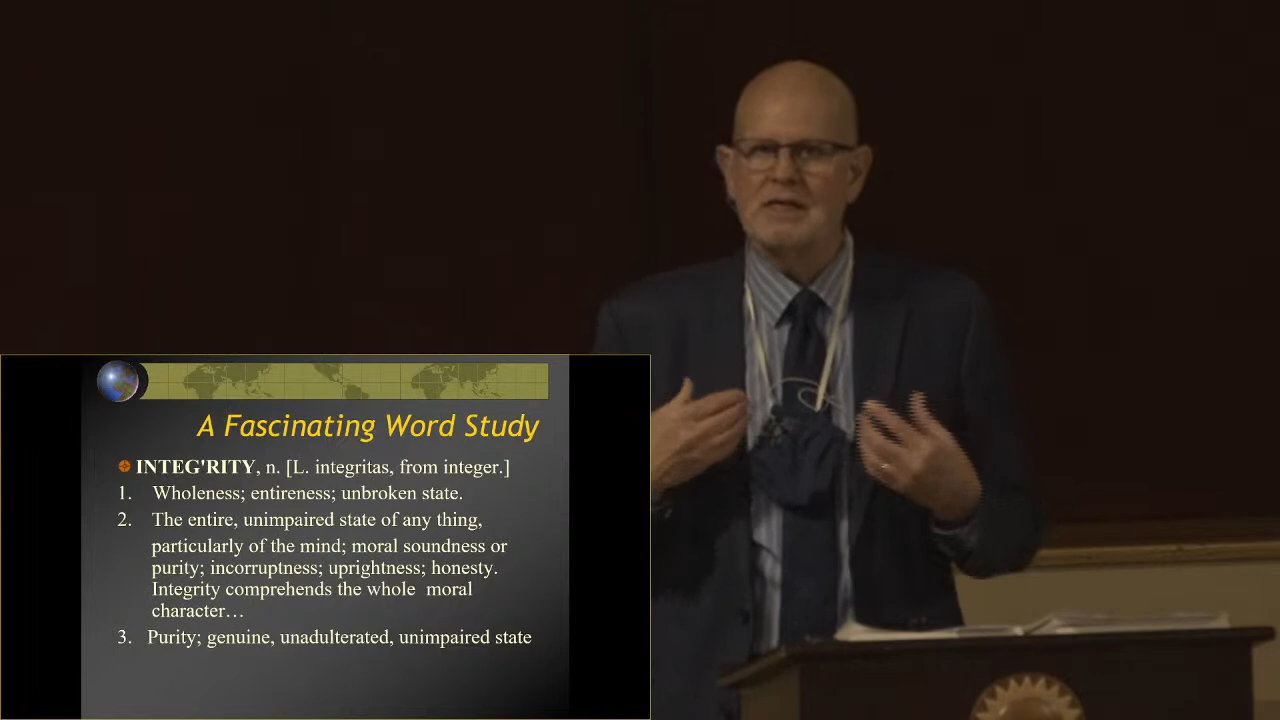 A Fascinating Word Study
INTEG'RITY, n. [L. integritas, from integer.]
1. Wholeness; entireness; unbroken state.
2. The entire, unimpaired state of any thing,
particularly of the mind; moral soundness or
purity; incorruptness; uprightness; honesty.
Integrity comprehends the whole moral
character…
3. Purity; genuine, unadulterated, unimpaired state